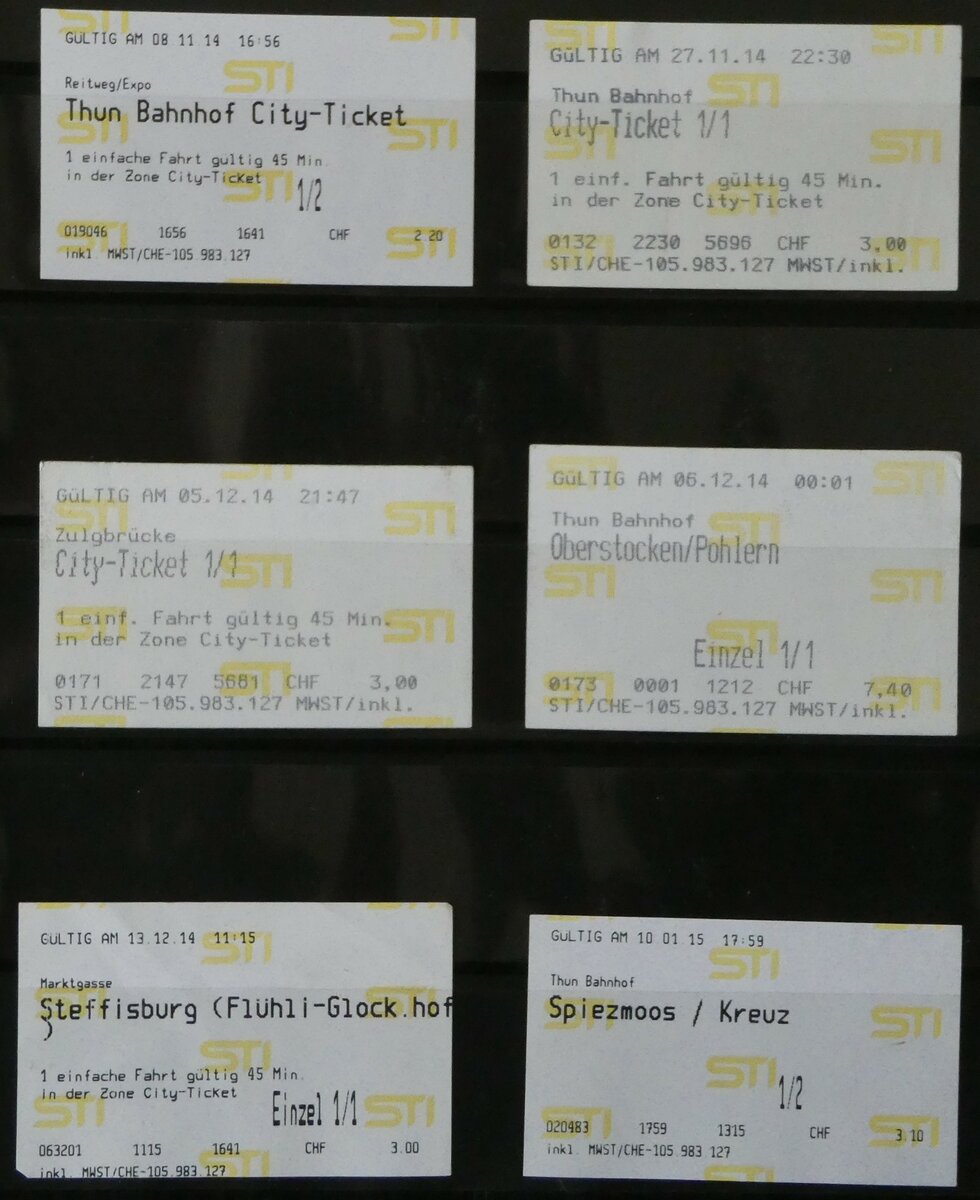 GÜLTIG AM 08 11 14 16:56
Reitweg/Expo
Thun Bahnhof City-Ticket
1 einfache Fahrt gultig 45 Min.
in der Zone City-Ticket
1/2
019046 1656 1641 CHF 2 20
inkl. MWST/CHE-105.983.127
GüLTIG AM 27.11.14 22:30
Thun Bahnhof
City-Ticket 1/1
1 einf. Fahrt gültig 45 Min.
in der Zone City-Ticket
0132 2230 5696 CHF 3,00
STI/CHE-105.983.127 MWST/inkl.
GüLTIG AM 05.12.14 21:47
Zulgbrücke
City-Ticket 1/1
1 einf. Fahrt gültig 45 Min.
in der Zone City-Ticket
0171 2147 5681 CHF 3,00
STI/CHE-105.983.127 MWST/inkl.
GüLTIG AM 06.12.14 00:01
Thun Bahnhof
Oberstocken/Pohlern
Einzel 1/1
0173 0001 1212 CHF 7,40
STI/CHE-105.983.127 MWST/inkl.
GüLTIG AM 13.12.14 11:15
Marktgasse
Steffisburg (Flühli-Glock.hof
)
1 einfache Fahrt gültig 45 Min.
in der Zone City-Ticket
Einzel 1/1
063201 1115 1641 CHF 3.00
inkl. MWST/CHE-105.983.127
GüLTIG AM 10 01 15 17:59
Thun Bahnhof
Spiezmoos / Kreuz
1/2
020483 1759 1315 CHF 3.10
inkl. MWST/CHE-105.983 127
STI